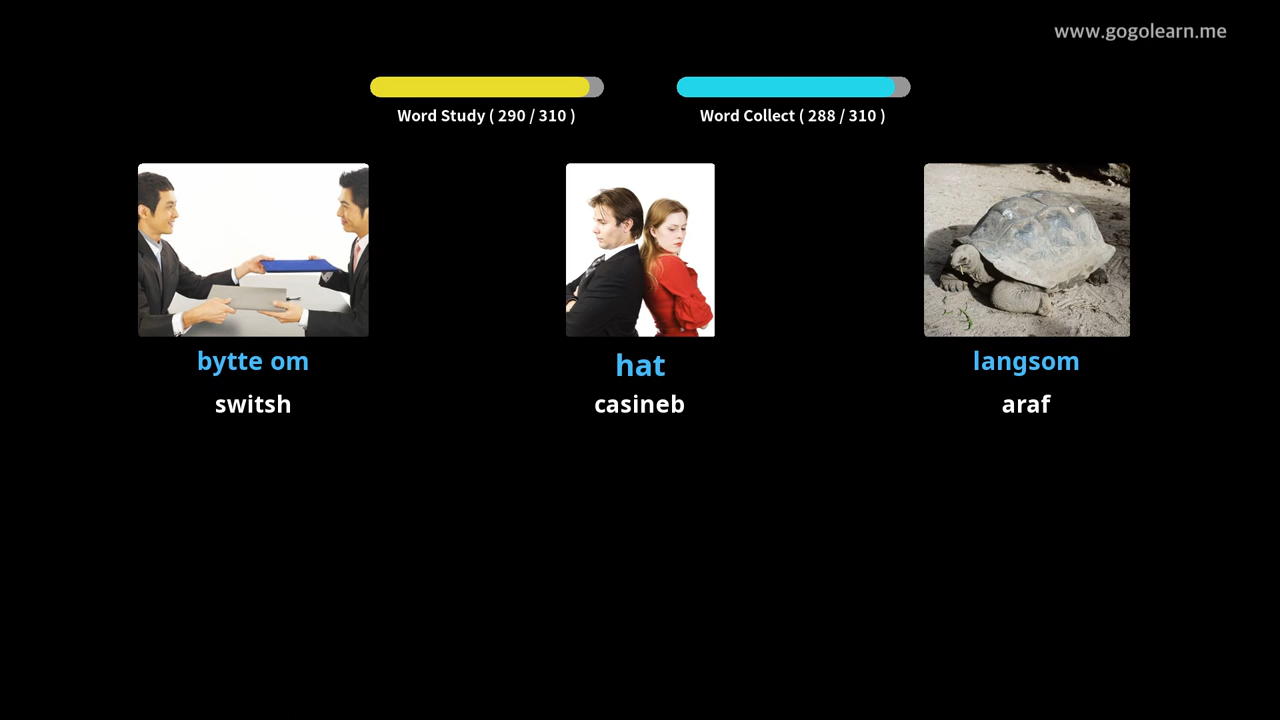 www.gogolearn.me
Word Study ( 290 / 310 )
Word Collect ( 288 / 310 )
bytte om
hat
langsom
switsh
casineb
araf